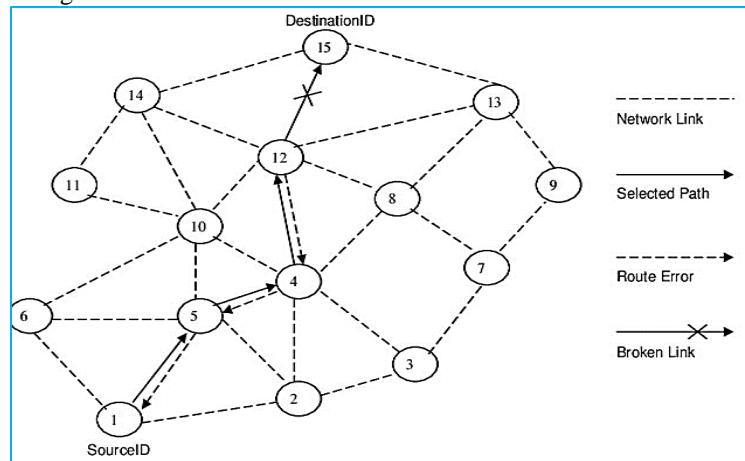 DestinationID
15
14
13
12
11
9
8
10
7
4
6
5
3
2
1
SourceID
Network Link
Selected Path
Route Error
Broken Link